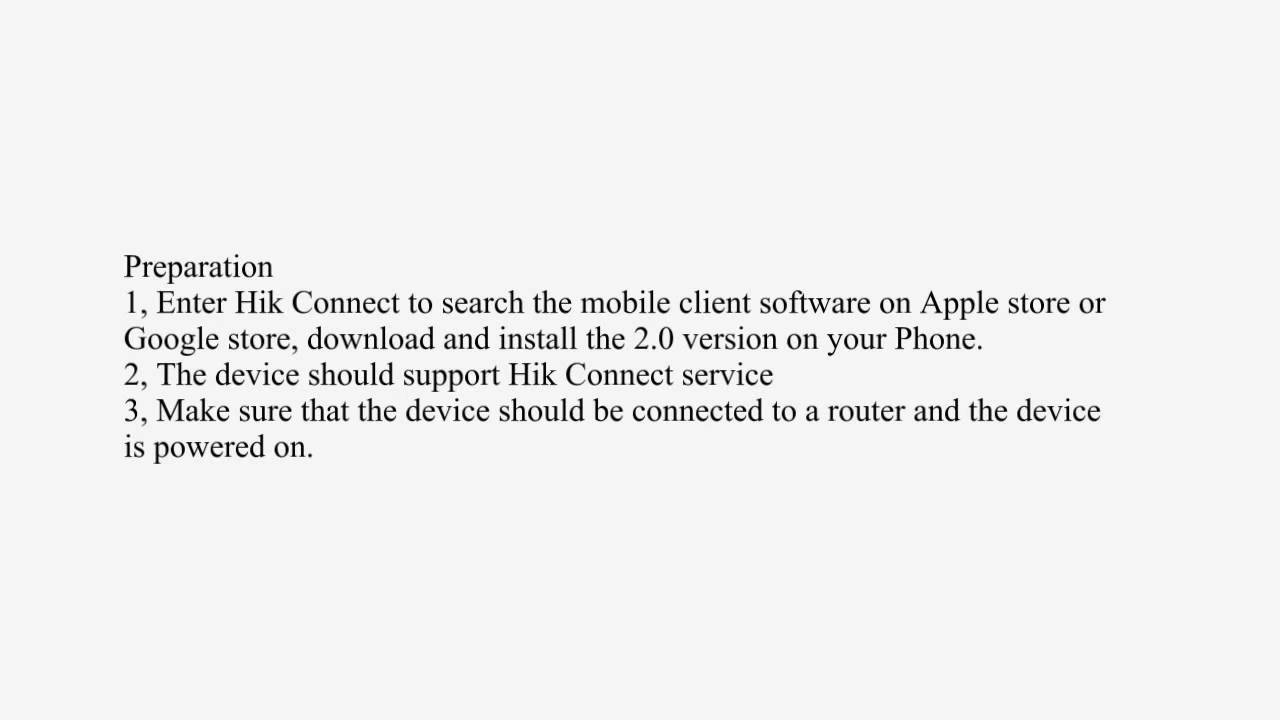 Preparation
1, Enter Hik Connect to search the mobile client software on Apple store or
Google store, download and install the 2.0 version on your Phone.
2, The device should support Hik Connect service
3, Make sure that the device should be connected to a router and the device
is powered on.